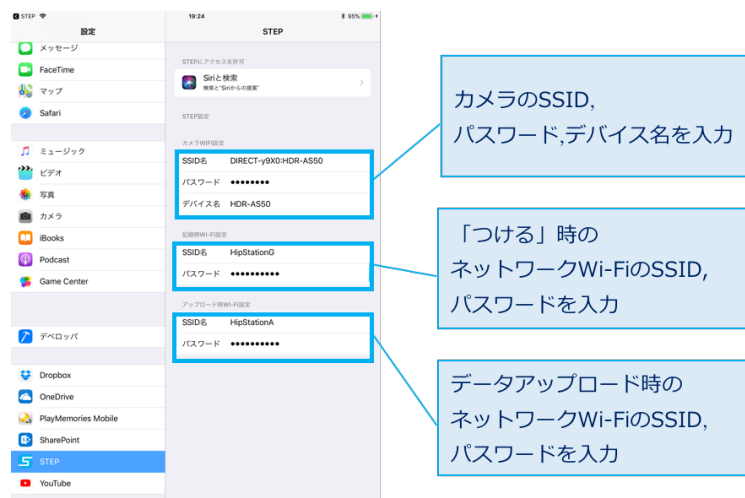 STEP
19:24
95%
設定
STEP
メッセージ
FaceTime
マップ
Safari
ミュージック
ビデオ
写真
カメラ
iBooks
Podcast
Game Center
デベロッパ
Dropbox
OneDrive
PlayMemories Mobile
SharePoint
STEP
YouTube
STEPにアクセスを許可
Siriと検索
検索と"Siriからの提案"
STEP設定
カメラWIFI設定
SSID名 DIRECT-y9X0:HDR-AS50
パスワード ●●●●●●●●
デバイス名 HDR-AS50
記録時WI-FI設定
SSID名 HipStationG
パスワード ●●●●●●●●●●
アップロード時WI-FI設定
SSID名 HipStationA
パスワード ●●●●●●●●●●
カメラのSSID,
パスワード,デバイス名を入力
「つける」時の
ネットワークWi-FiのSSID,
パスワードを入力
データアップロード時の
ネットワークWi-FiのSSID,
パスワードを入力